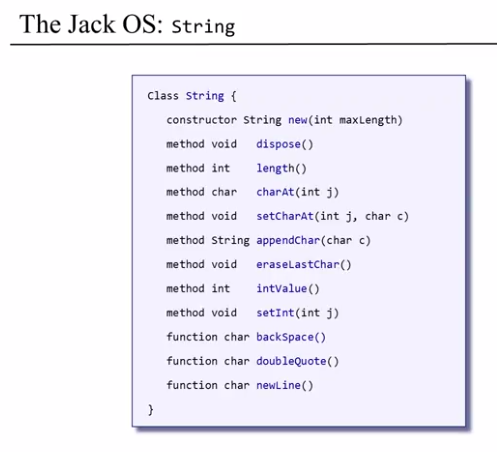 The Jack OS: String
Class String {
constructor String new(int maxLength)
method void dispose()
method int length()
method char charAt(int j)
method void setCharAt(int j, char c)
method String appendChar(char c)
method void eraseLastChar()
method int intValue()
method void setInt(int j)
function char backSpace()
function char doubleQuote()
function char newLine()
}